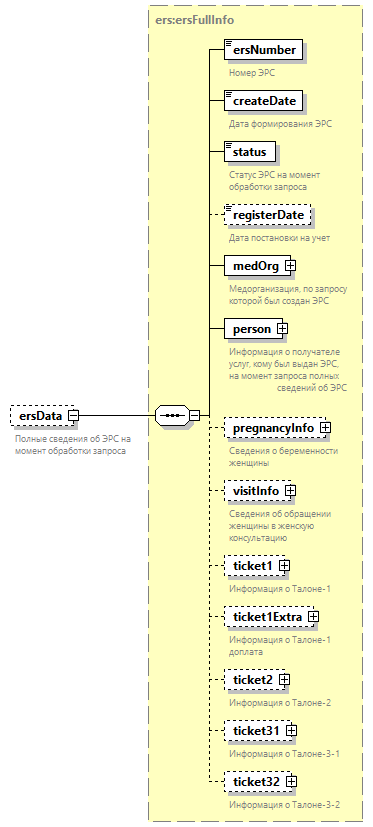 ers:ersFullInfo
ersNumber
Номер ЭРС
createDate
Дата формирования ЭРС
status
Статус ЭРС на момент
обработки запроса
registerDate
Дата постановки на учет
medOrg
Медорганизация, по запросу
которой был создан ЭРС
person
Информация о получателе
услуг, кому был выдан ЭРС,
на момент запроса полных
сведений об ЭРС
ersData
Полные сведения об ЭРС на
момент обработки запроса
pregnancyInfo
Сведения о беременности
женщины
visitInfo
Сведения об обращении
женщины в женскую
консультацию
ticket1
Информация о Талоне-1
ticket1Extra
Информация о Талоне-1
доплата
ticket2
Информация о Талоне-2
ticket31
Информация о Талоне-3-1
ticket32
Информация о Талоне-3-2